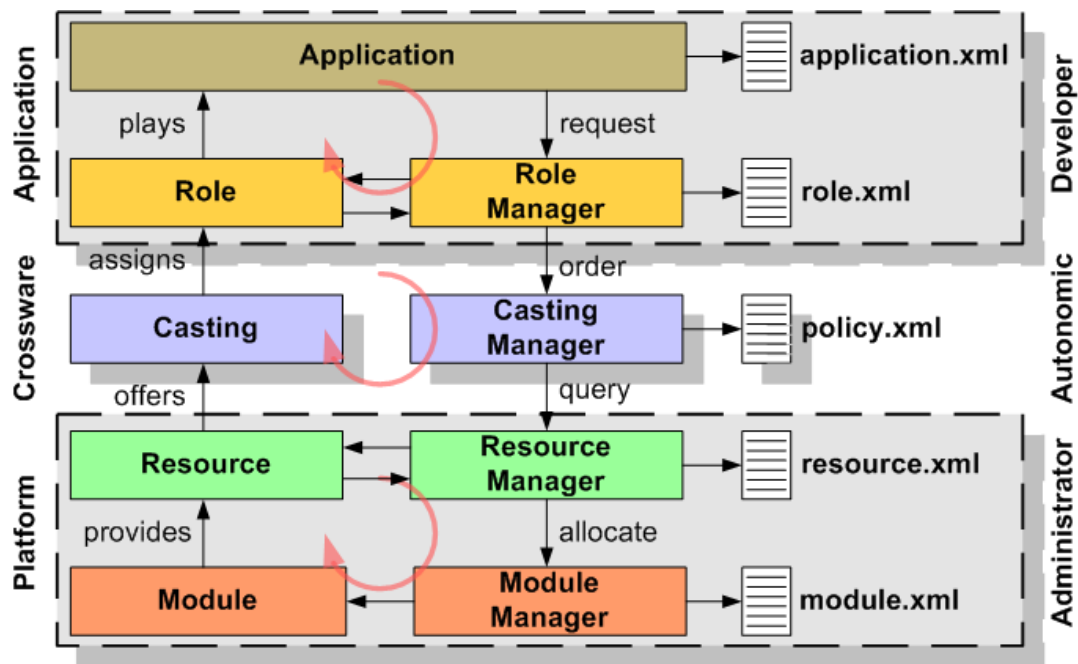 Application
Application
application.xml
Developer
plays
request
Role
Role
Manager
role.xml
assigns
order
Crossware
Casting
Casting
Manager
policy.xml
Autonomic
offers
query
Platform
Resource
Resource
Manager
resource.xml
Administrator
provides
allocate
Module
Module
Manager
module.xml